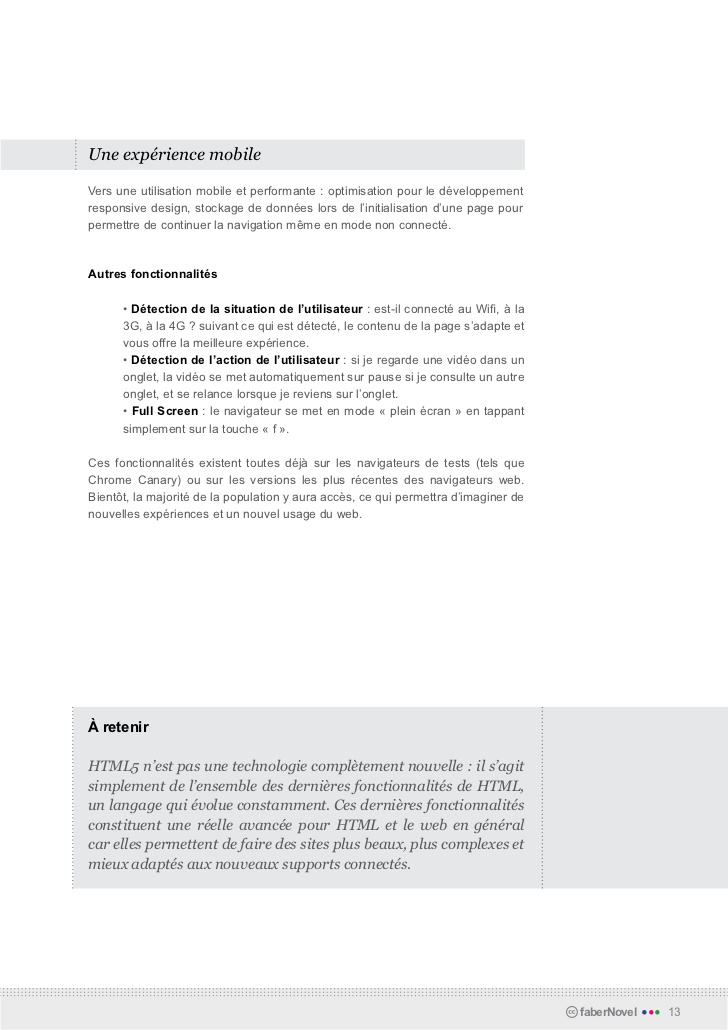 Une expérience mobile
Vers une utilisation mobile et performante : optimisation pour le développement
responsive design, stockage de données lors de l’initialisation d’une page pour
permettre de continuer la navigation même en mode non connecté.
Autres fonctionnalités
• Détection de la situation de l’utilisateur : est-il connecté au Wifi, à la
3G, à la 4G ? suivant ce qui est détecté, le contenu de la page s’adapte et
vous offre la meilleure expérience.
• Détection de l’action de l’utilisateur : si je regarde une vidéo dans un
onglet, la vidéo se met automatiquement sur pause si je consulte un autre
onglet, et se relance lorsque je reviens sur l’onglet.
• Full Screen : le navigateur se met en mode « plein écran » en tappant
simplement sur la touche « f ».
Ces fonctionnalités existent toutes déjà sur les navigateurs de tests (tels que
Chrome Canary) ou sur les versions les plus récentes des navigateurs web.
Bientôt, la majorité de la population y aura accès, ce qui permettra d’imaginer de
nouvelles expériences et un nouvel usage du web.
À retenir
HTML5 n’est pas une technologie complètement nouvelle : il s’agit
simplement de l’ensemble des dernières fonctionnalités de HTML,
un langage qui évolue constamment. Ces dernières fonctionnalités
constituent une réelle avancée pour HTML et le web en général
car elles permettent de faire des sites plus beaux, plus complexes et
mieux adaptés aux nouveaux supports connectés.
cc faberNovel ••• 13